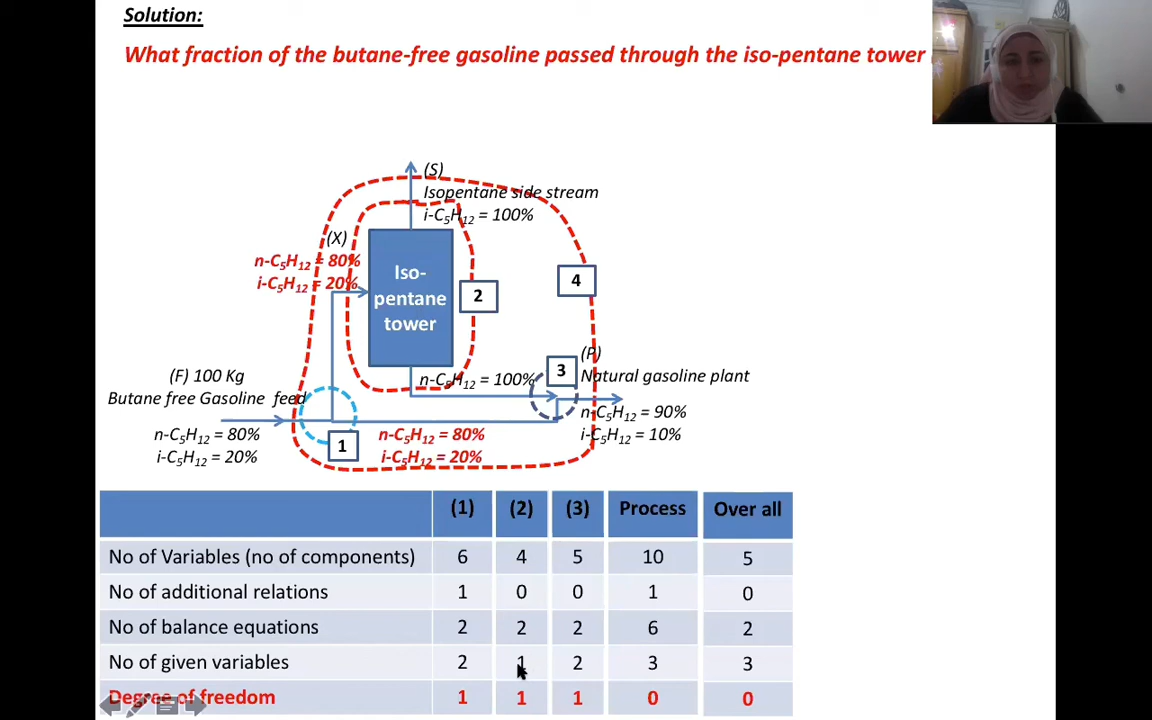 Solution:
What fraction of the butane-free gasoline passed through the iso-pentane tower
(S)
Isopentane side stream
i-C₅H₁₂ = 100%
(X)
n-C₅H₁₂ = 80%
i-C₅H₁₂ = 20%
Iso-
pentane
tower
2
4
3
(P)
Natural gasoline plant
n-C₅H₁₂ = 90%
i-C₅H₁₂ = 10%
n-C₅H₁₂ = 100%
(F) 100 Kg
Butane free Gasoline feed
n-C₅H₁₂ = 80%
i-C₅H₁₂ = 20%
1
n-C₅H₁₂ = 80%
i-C₅H₁₂ = 20%
(1) (2) (3) Process Over all
No of Variables (no of components) 6 4 5 10 5
No of additional relations 1 0 0 1 0
No of balance equations 2 2 2 6 2
No of given variables 2 1 2 3 3
Degree of freedom 1 1 1 0 0